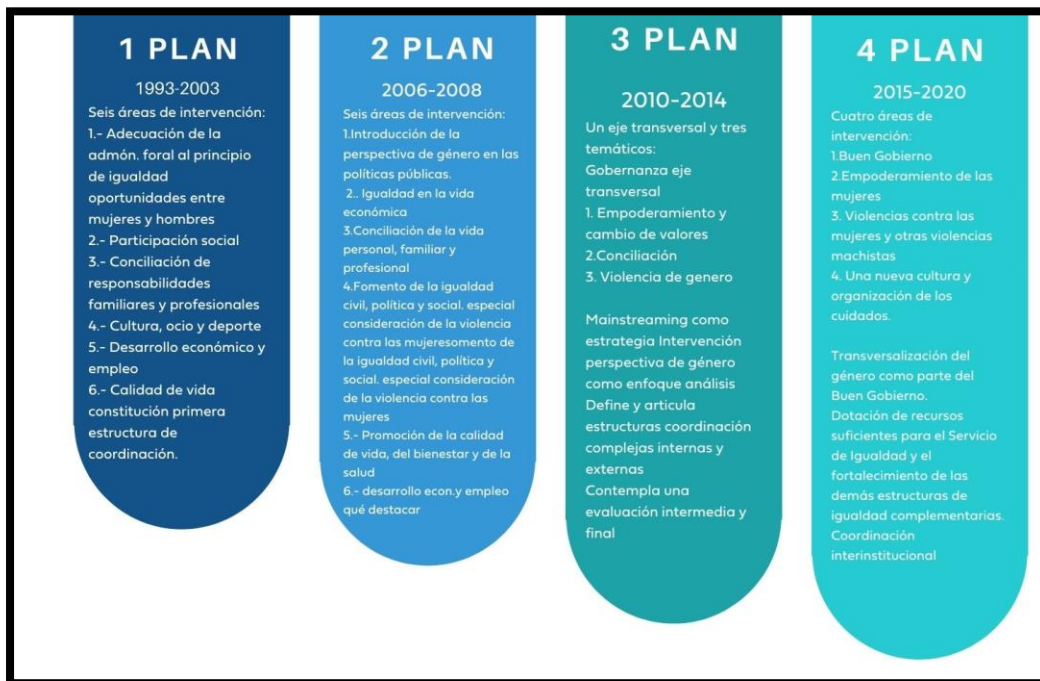 1 PLAN
1993-2003
Seis áreas de intervención:
1.- Adecuación de la
admón. foral al principio
de igualdad
oportunidades entre
mujeres y hombres
2.- Participación social
3.- Conciliación de
responsabilidades
familiares y profesionales
4.- Cultura, ocio y deporte
5.- Desarrollo económico y
empleo
6.- Calidad de vida
constitución primera
estructura de
coordinación.
2 PLAN
2006-2008
Seis áreas de intervención:
1.Introducción de la
perspectiva de género en las
políticas públicas.
2.. Igualdad en la vida
económica
3.Conciliación de la vida
personal, familiar y
profesional
4.Fomento de la igualdad
civil, política y social. especial
consideración de la violencia
contra las mujeresomento de
la igualdad civil, política y
social. especial consideración
de la violencia contra las
mujeres
5.- Promoción de la calidad
de vida, del bienestar y de la
salud
6.- desarrollo econ.y empleo
qué destacar
3 PLAN
2010-2014
Un eje transversal y tres
temáticos:
Gobernanza eje
transversal
1. Empoderamiento y
cambio de valores
2.Conciliación
3. Violencia de genero
Mainstreaming como
estrategia Intervención
perspectiva de género
como enfoque análisis
Define y articula
estructuras coordinación
complejas internas y
externas
Contempla una
evaluación intermedia y
final
4 PLAN
2015-2020
Cuatro áreas de
intervención:
1.Buen Gobierno
2.Empoderamiento de las
mujeres
3. Violencias contra las
mujeres y otras violencias
machistas
4. Una nueva cultura y
organización de los
cuidados.
Transversalización del
género como parte del
Buen Gobierno.
Dotación de recursos
suficientes para el Servicio
de Igualdad y el
fortalecimiento de las
demás estructuras de
igualdad complementarias.
Coordinación
interinstitucional